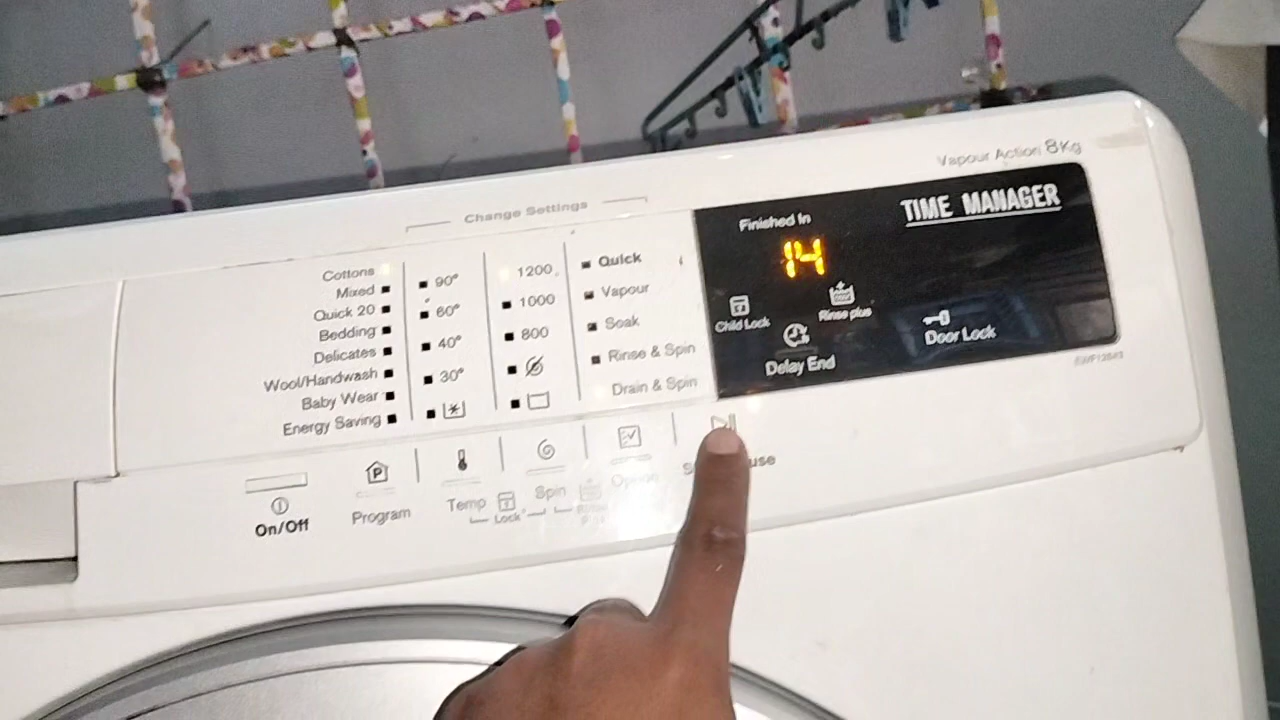 Vapour Action 8Kg
Change Settings
TIME MANAGER
Finished In
14
Child Lock
Rinse plus
Delay End
Door Lock
Cottons
Mixed
Quick 20
Bedding
Delicates
Wool/Handwash
Baby Wear
Energy Saving
90°
60°
40°
30°
1200
1000
800
Quick
Vapour
Soak
Rinse & Spin
Drain & Spin
On/Off
P
Program
Temp
Spin
Option
Lock